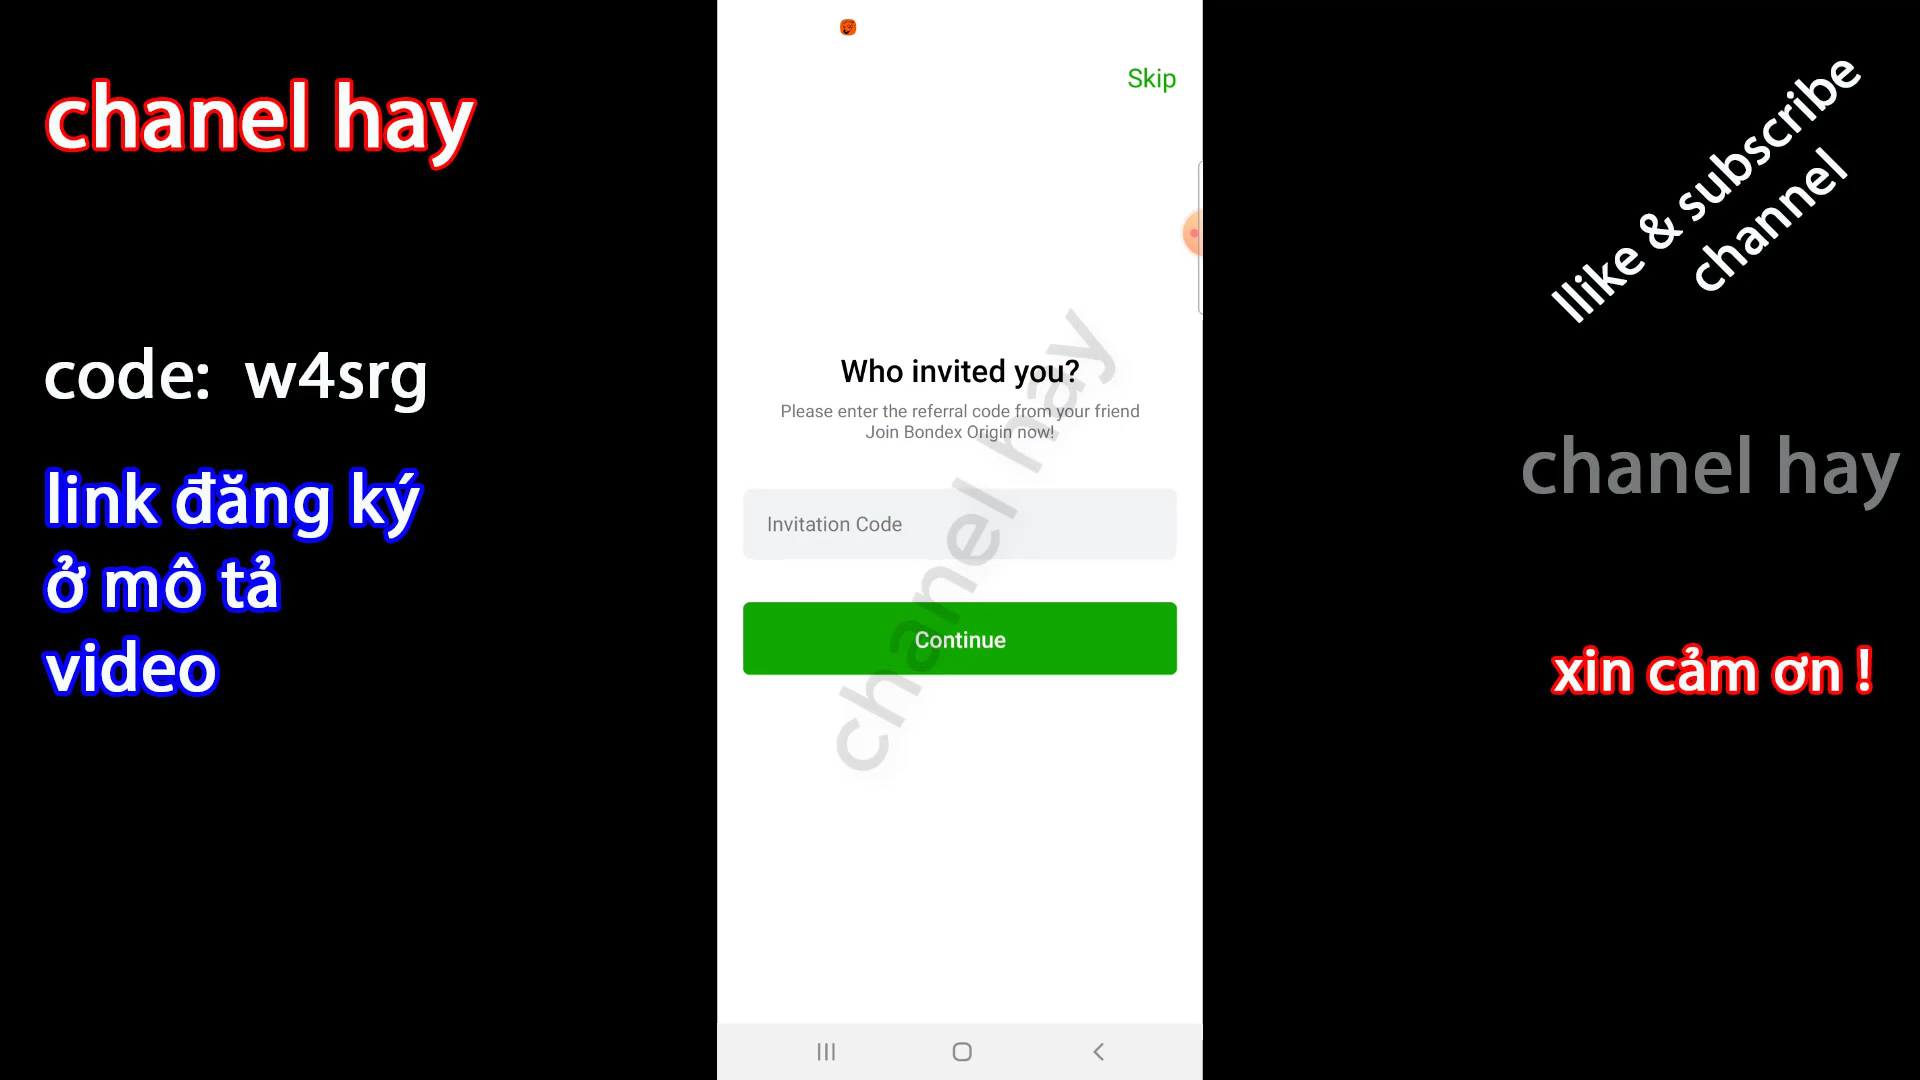 chanel hay
code: w4srg
link đăng ký
ở mô tả
video
Skip
Who invited you?
Please enter the referral code from your friend
Join Bondex Origin now!
Invitation Code
Continue
chanel hay
llike & subscribe
channel
chanel hay
xin cảm ơn !